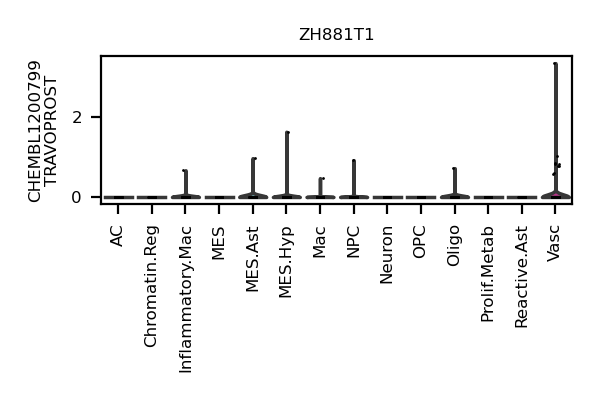 ZH881T1
CHEMBL1200799
TRAVOPROST
2
0
AC
Chromatin.Reg
Inflammatory.Mac
MES
MES.Ast
MES.Hyp
Mac
NPC
Neuron
OPC
Oligo
Prolif.Metab
Reactive.Ast
Vasc